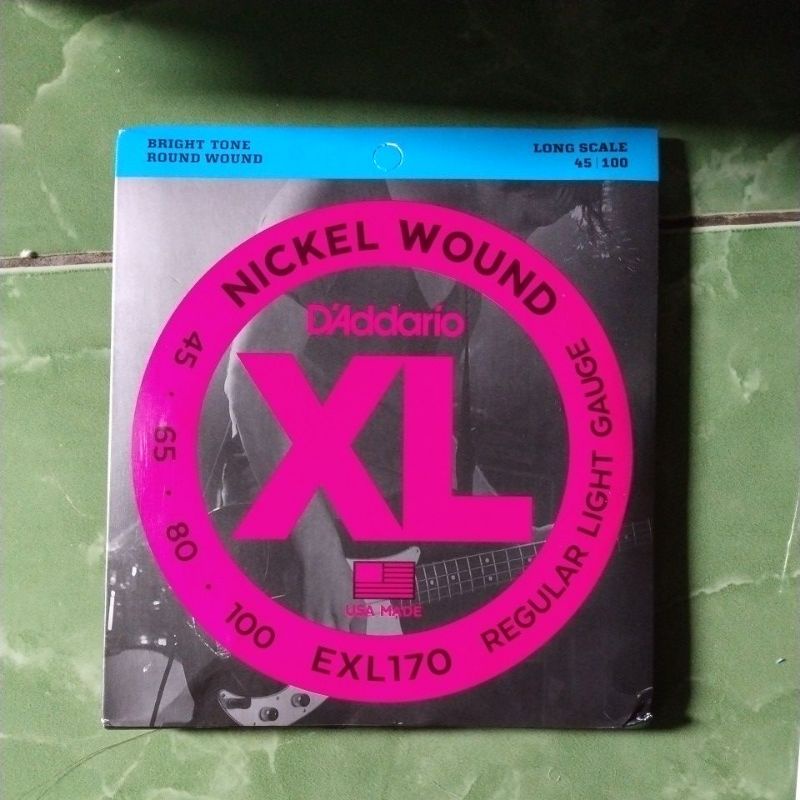 BRIGHT TONE
ROUND WOUND
LONG SCALE
45 | 100
NICKEL WOUND
D'Addario
XL
USA MADE
45 · 65 · 80 · 100
EXL170
REGULAR LIGHT GAUGE